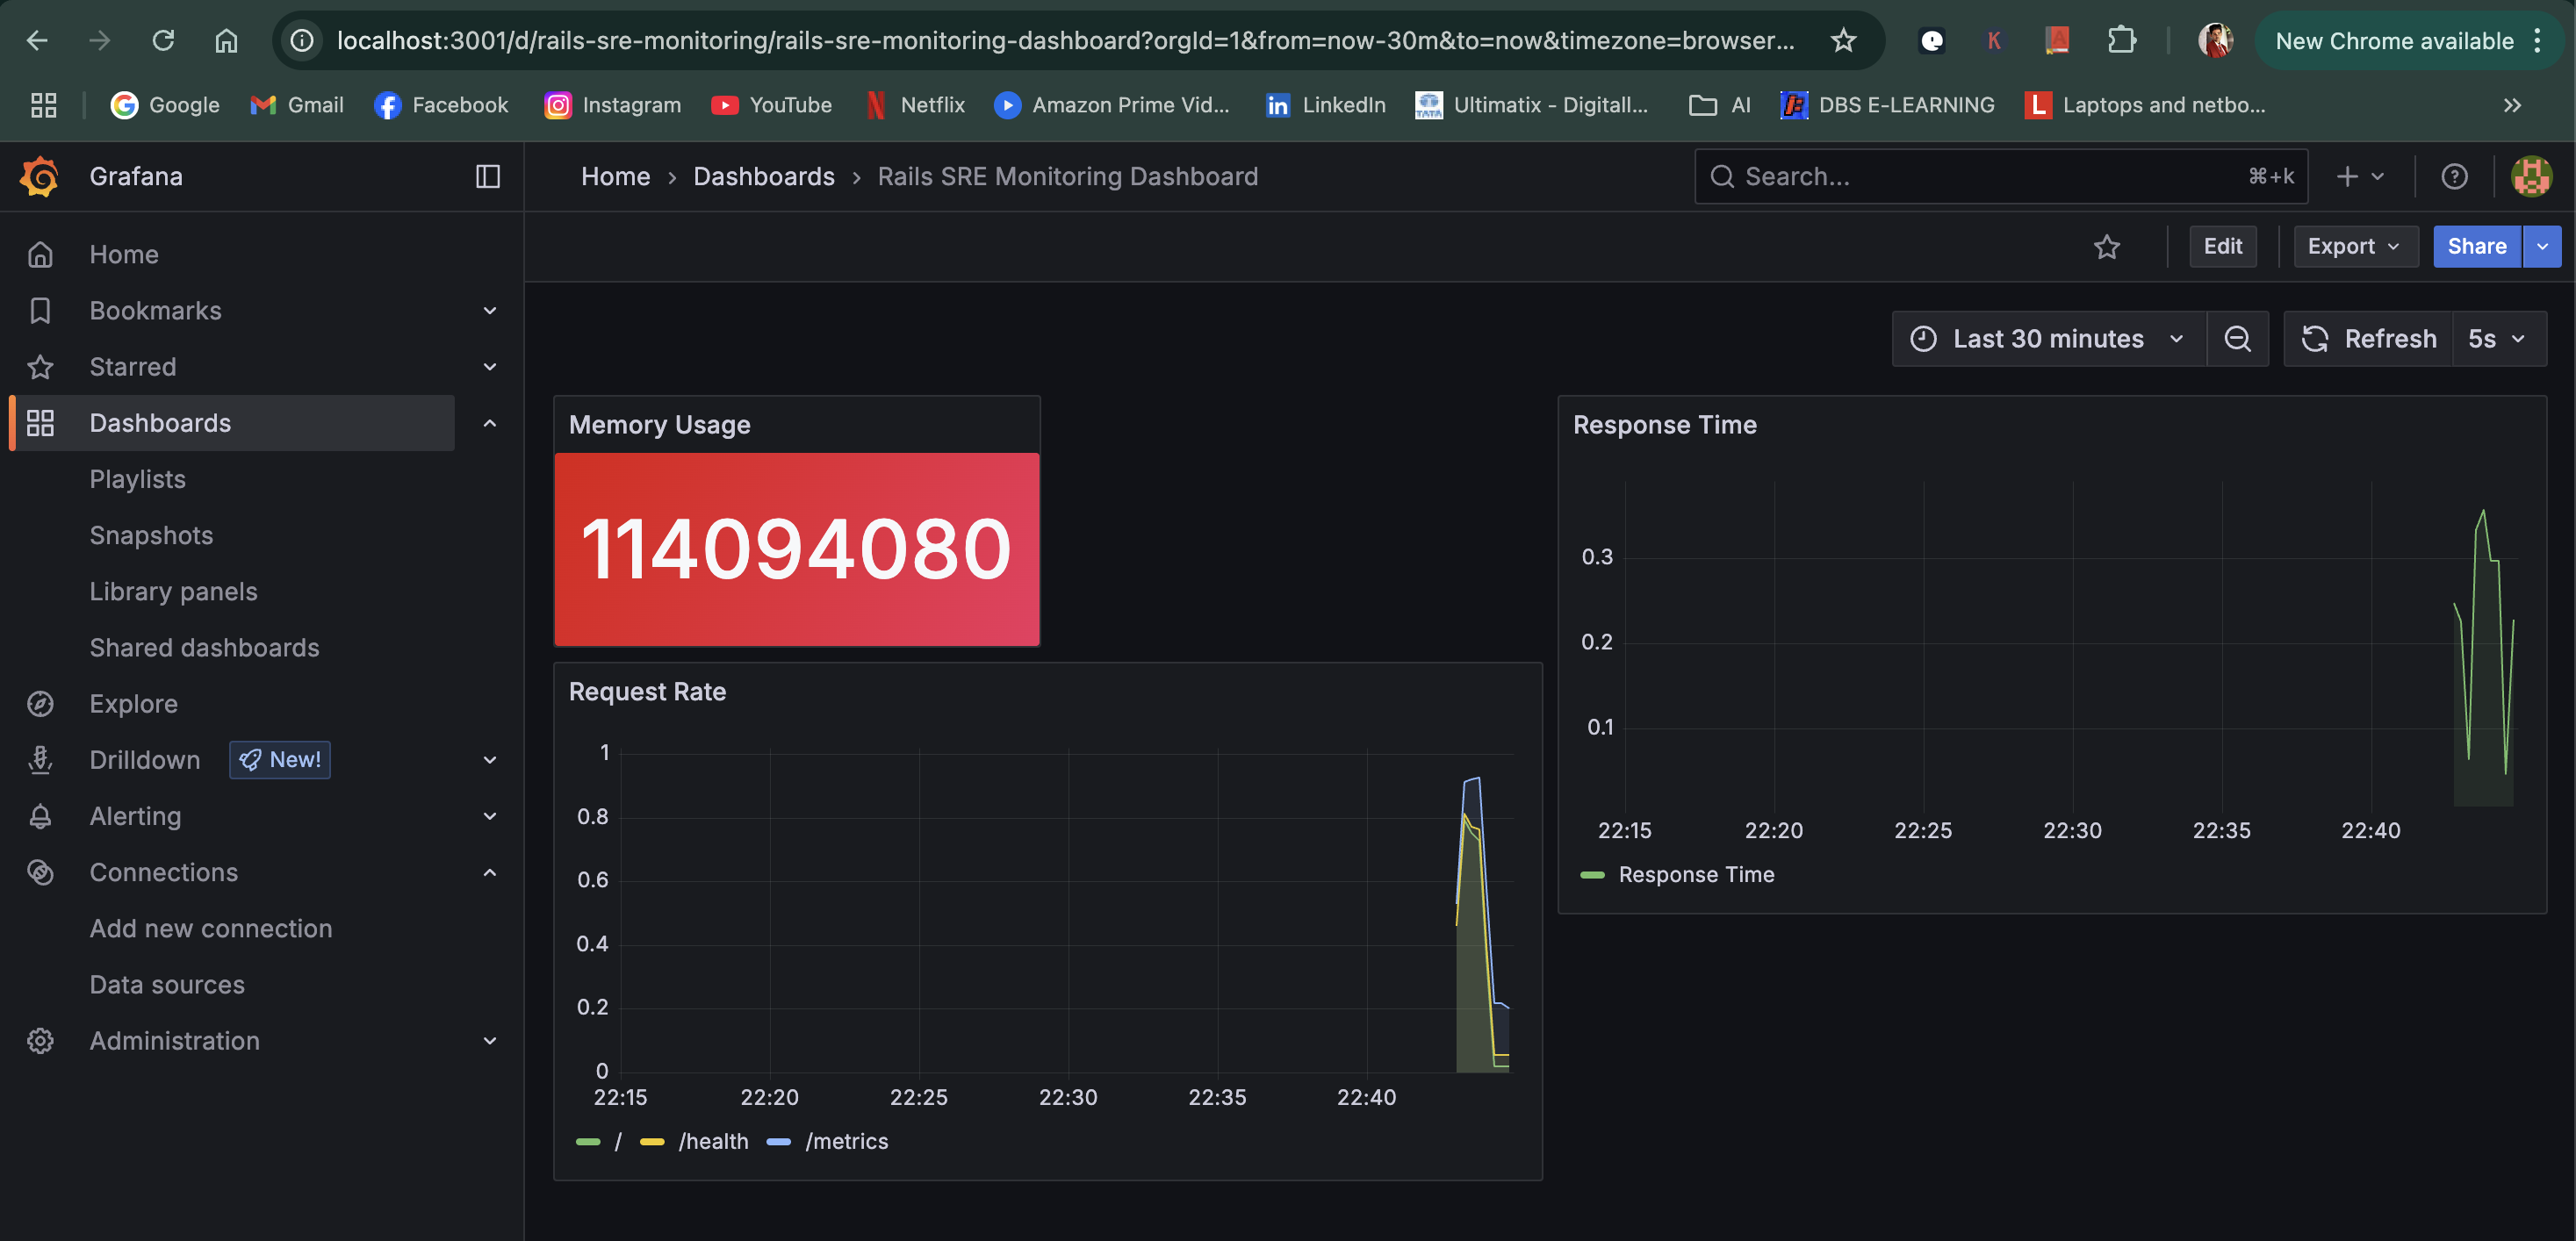 localhost:3001/d/rails-sre-monitoring/rails-sre-monitoring-dashboard?orgId=1&from=now-30m&to=now&timezone=browser...
K
A
New Chrome available
Google
Gmail
Facebook
Instagram
YouTube
Netflix
Amazon Prime Vid...
LinkedIn
TATA
Ultimatix - Digitall...
AI
DBS E-LEARNING
L
Laptops and netbo...
Grafana
Home > Dashboards > Rails SRE Monitoring Dashboard
Search...
⌘+k
Home
Bookmarks
Starred
Dashboards
Playlists
Snapshots
Library panels
Shared dashboards
Explore
Drilldown
New!
Alerting
Connections
Add new connection
Data sources
Administration
Edit
Export
Share
Last 30 minutes
Refresh
5s
Memory Usage
114094080
Request Rate
1
0.8
0.6
0.4
0.2
0
22:15 22:20 22:25 22:30 22:35 22:40
/ /health /metrics
Response Time
0.3
0.2
0.1
22:15 22:20 22:25 22:30 22:35 22:40
Response Time